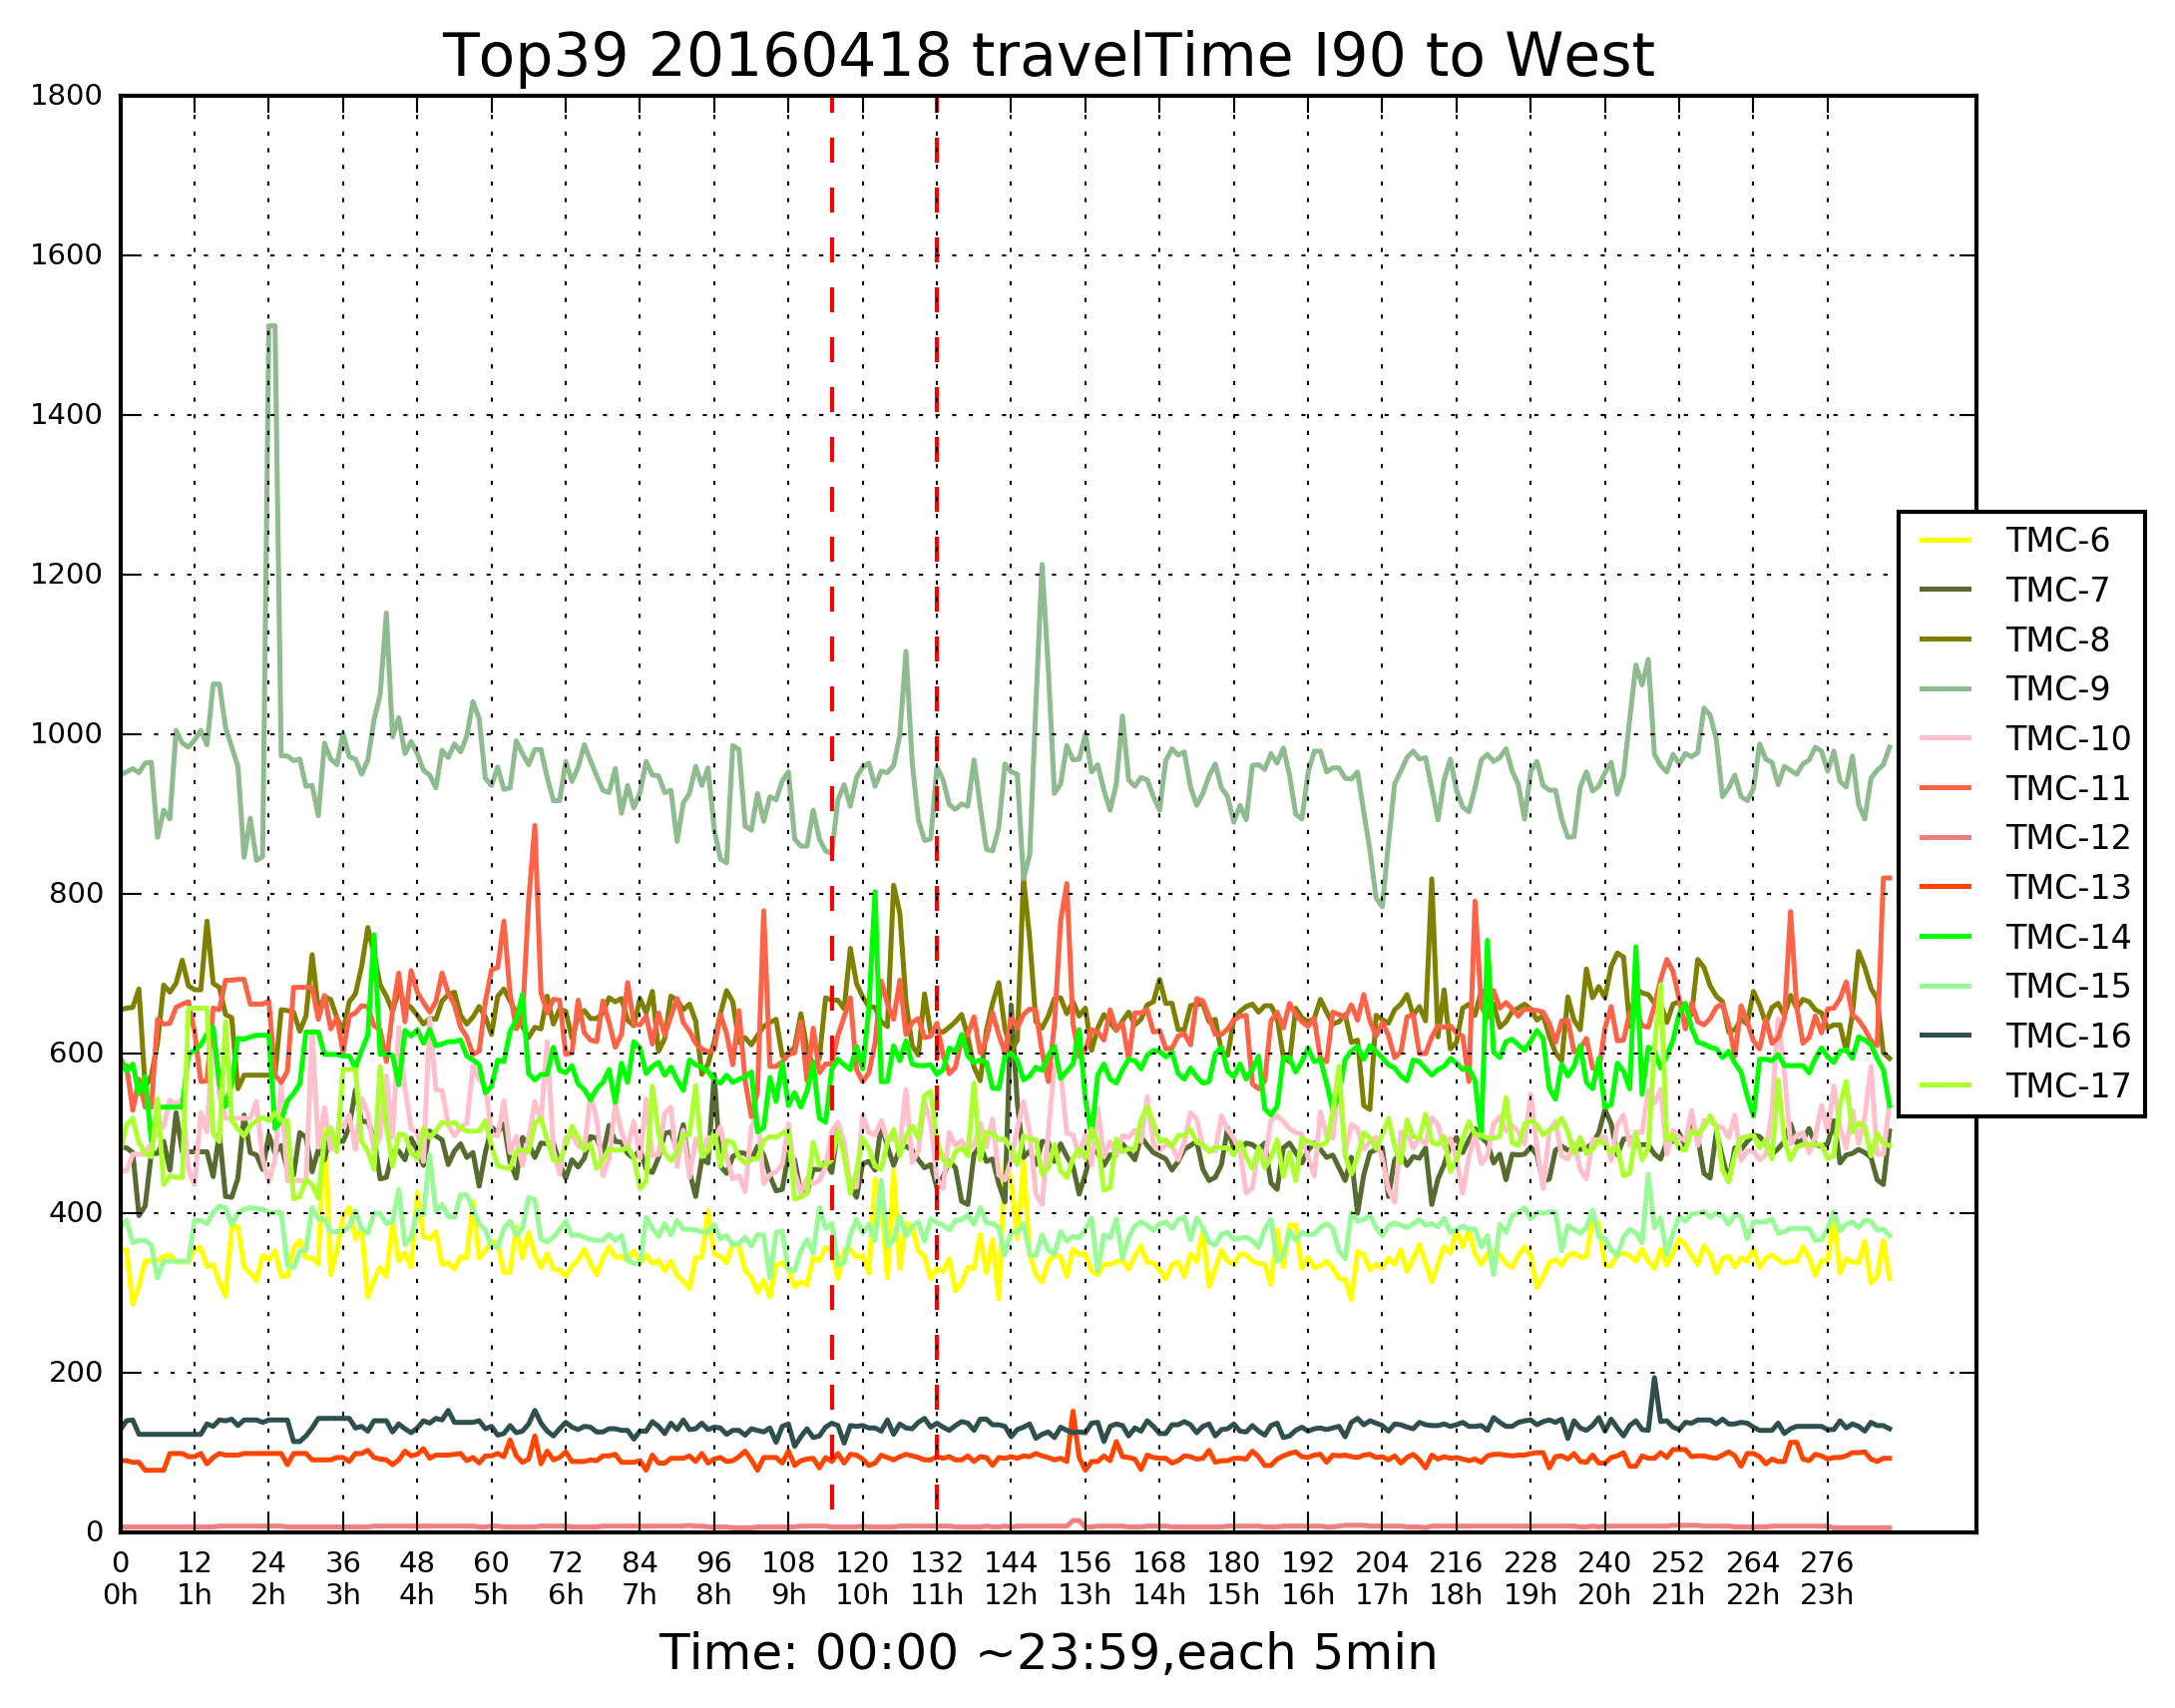 Top39 20160418 travelTime I90 to West
1800
1600
1400
1200
1000
800
600
400
200
0
TMC-6
TMC-7
TMC-8
TMC-9
TMC-10
TMC-11
TMC-12
TMC-13
TMC-14
TMC-15
TMC-16
TMC-17
0 12 24 36 48 60 72 84 96 108 120 132 144 156 168 180 192 204 216 228 240 252 264 276
0h 1h 2h 3h 4h 5h 6h 7h 8h 9h 10h 11h 12h 13h 14h 15h 16h 17h 18h 19h 20h 21h 22h 23h
Time: 00:00 ~23:59,each 5min